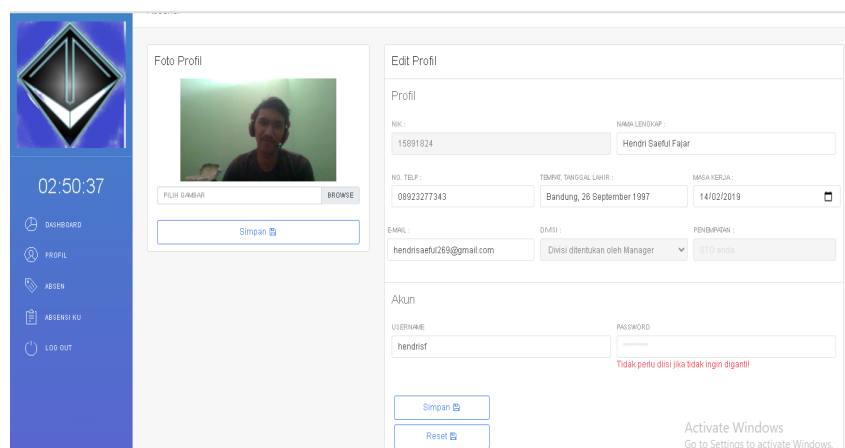 02:50:37
DASHBOARD
PROFIL
ABSEN
ABSENSI KU
LOG OUT
Foto Profil
PILIH GAMBAR
BROWSE
Simpan
Edit Profil
Profil
NIK :
NAMA LENGKAP :
15891824
Hendri Saeful Fajar
NO. TELP :
TEMPAT, TANGGAL LAHIR :
MASA KERJA :
08923277343
Bandung, 26 September 1997
14/02/2019
E-MAIL :
DIVISI :
PENEMPATAN :
hendrisaeful269@gmail.com
Divisi ditentukan oleh Manager
STO anda
Akun
USERNAME
PASSWORD
hendrisf
Tidak perlu diisi jika tidak ingin diganti!
Simpan
Reset
Activate Windows
Go to Settings to activate Windows.